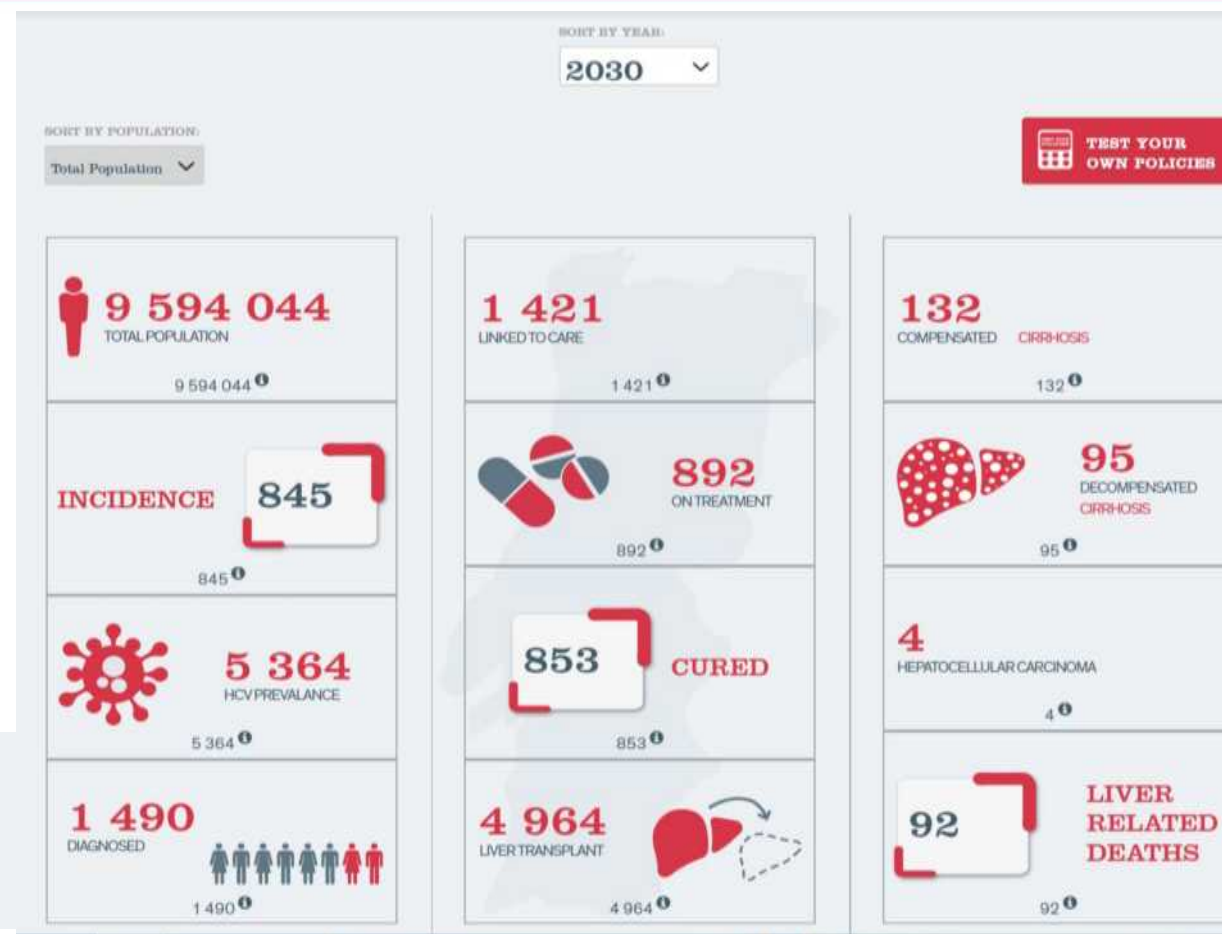 SORT BY YEAR:
2030
SORT BY POPULATION:
Total Population
TEST YOUR
OWN POLICIES
9 594 044
TOTAL POPULATION
9 594 044
INCIDENCE
845
845
5 364
HCV PREVALANCE
5 364
1 490
DIAGNOSED
1 490
1 421
LINKED TO CARE
1 421
892
ON TREATMENT
892
853
CURED
853
4 964
LIVER TRANSPLANT
4 964
132
COMPENSATED CIRRHOSIS
132
95
DECOMPENSATED
CIRRHOSIS
95
4
HEPATOCELLULAR CARCINOMA
4
92
LIVER
RELATED
DEATHS
92